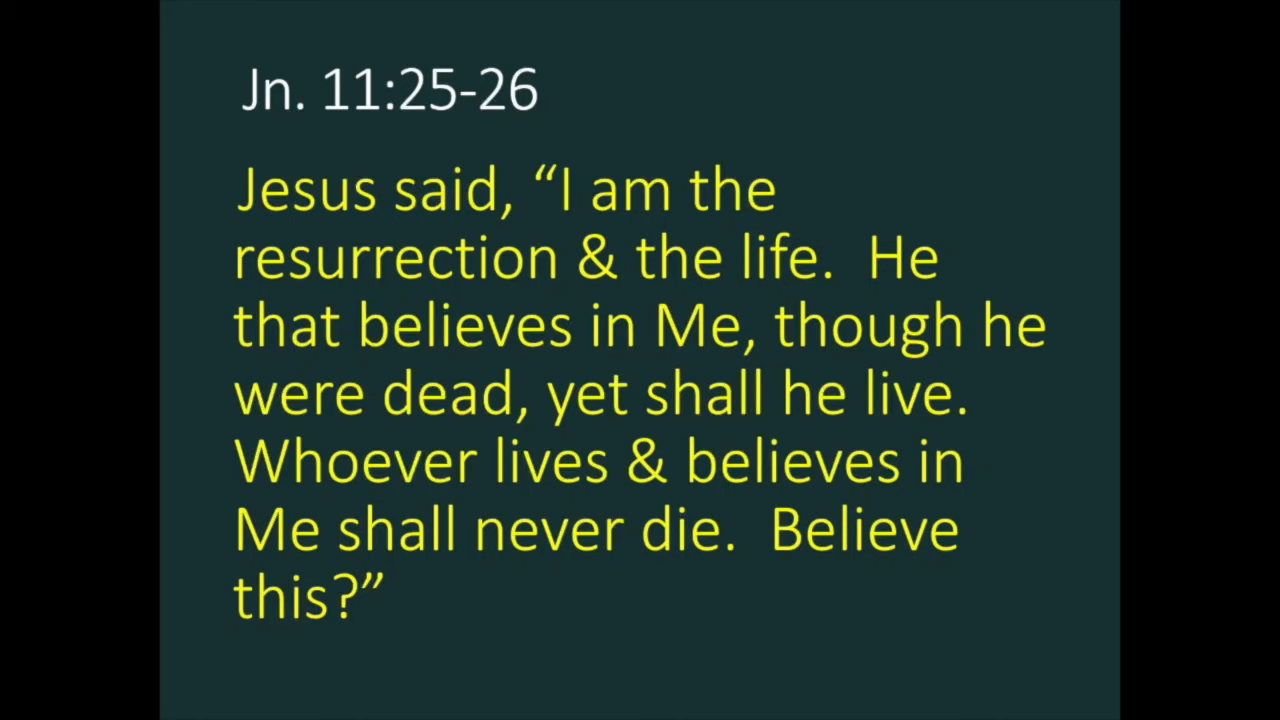 Jn. 11:25-26
Jesus said, “I am the
resurrection & the life.  He
that believes in Me, though he
were dead, yet shall he live.
Whoever lives & believes in
Me shall never die.  Believe
this?”